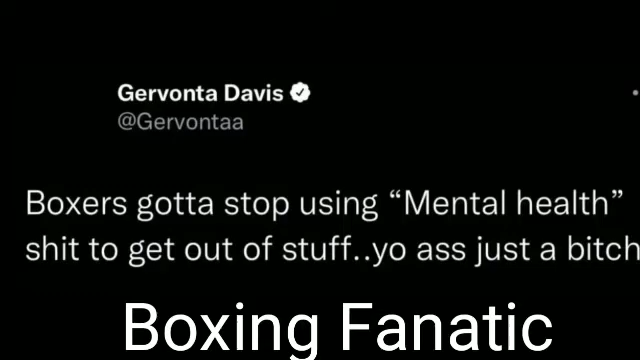 Gervonta Davis
@Gervontaa
Boxers gotta stop using “Mental health”
shit to get out of stuff..yo ass just a bitch
Boxing Fanatic